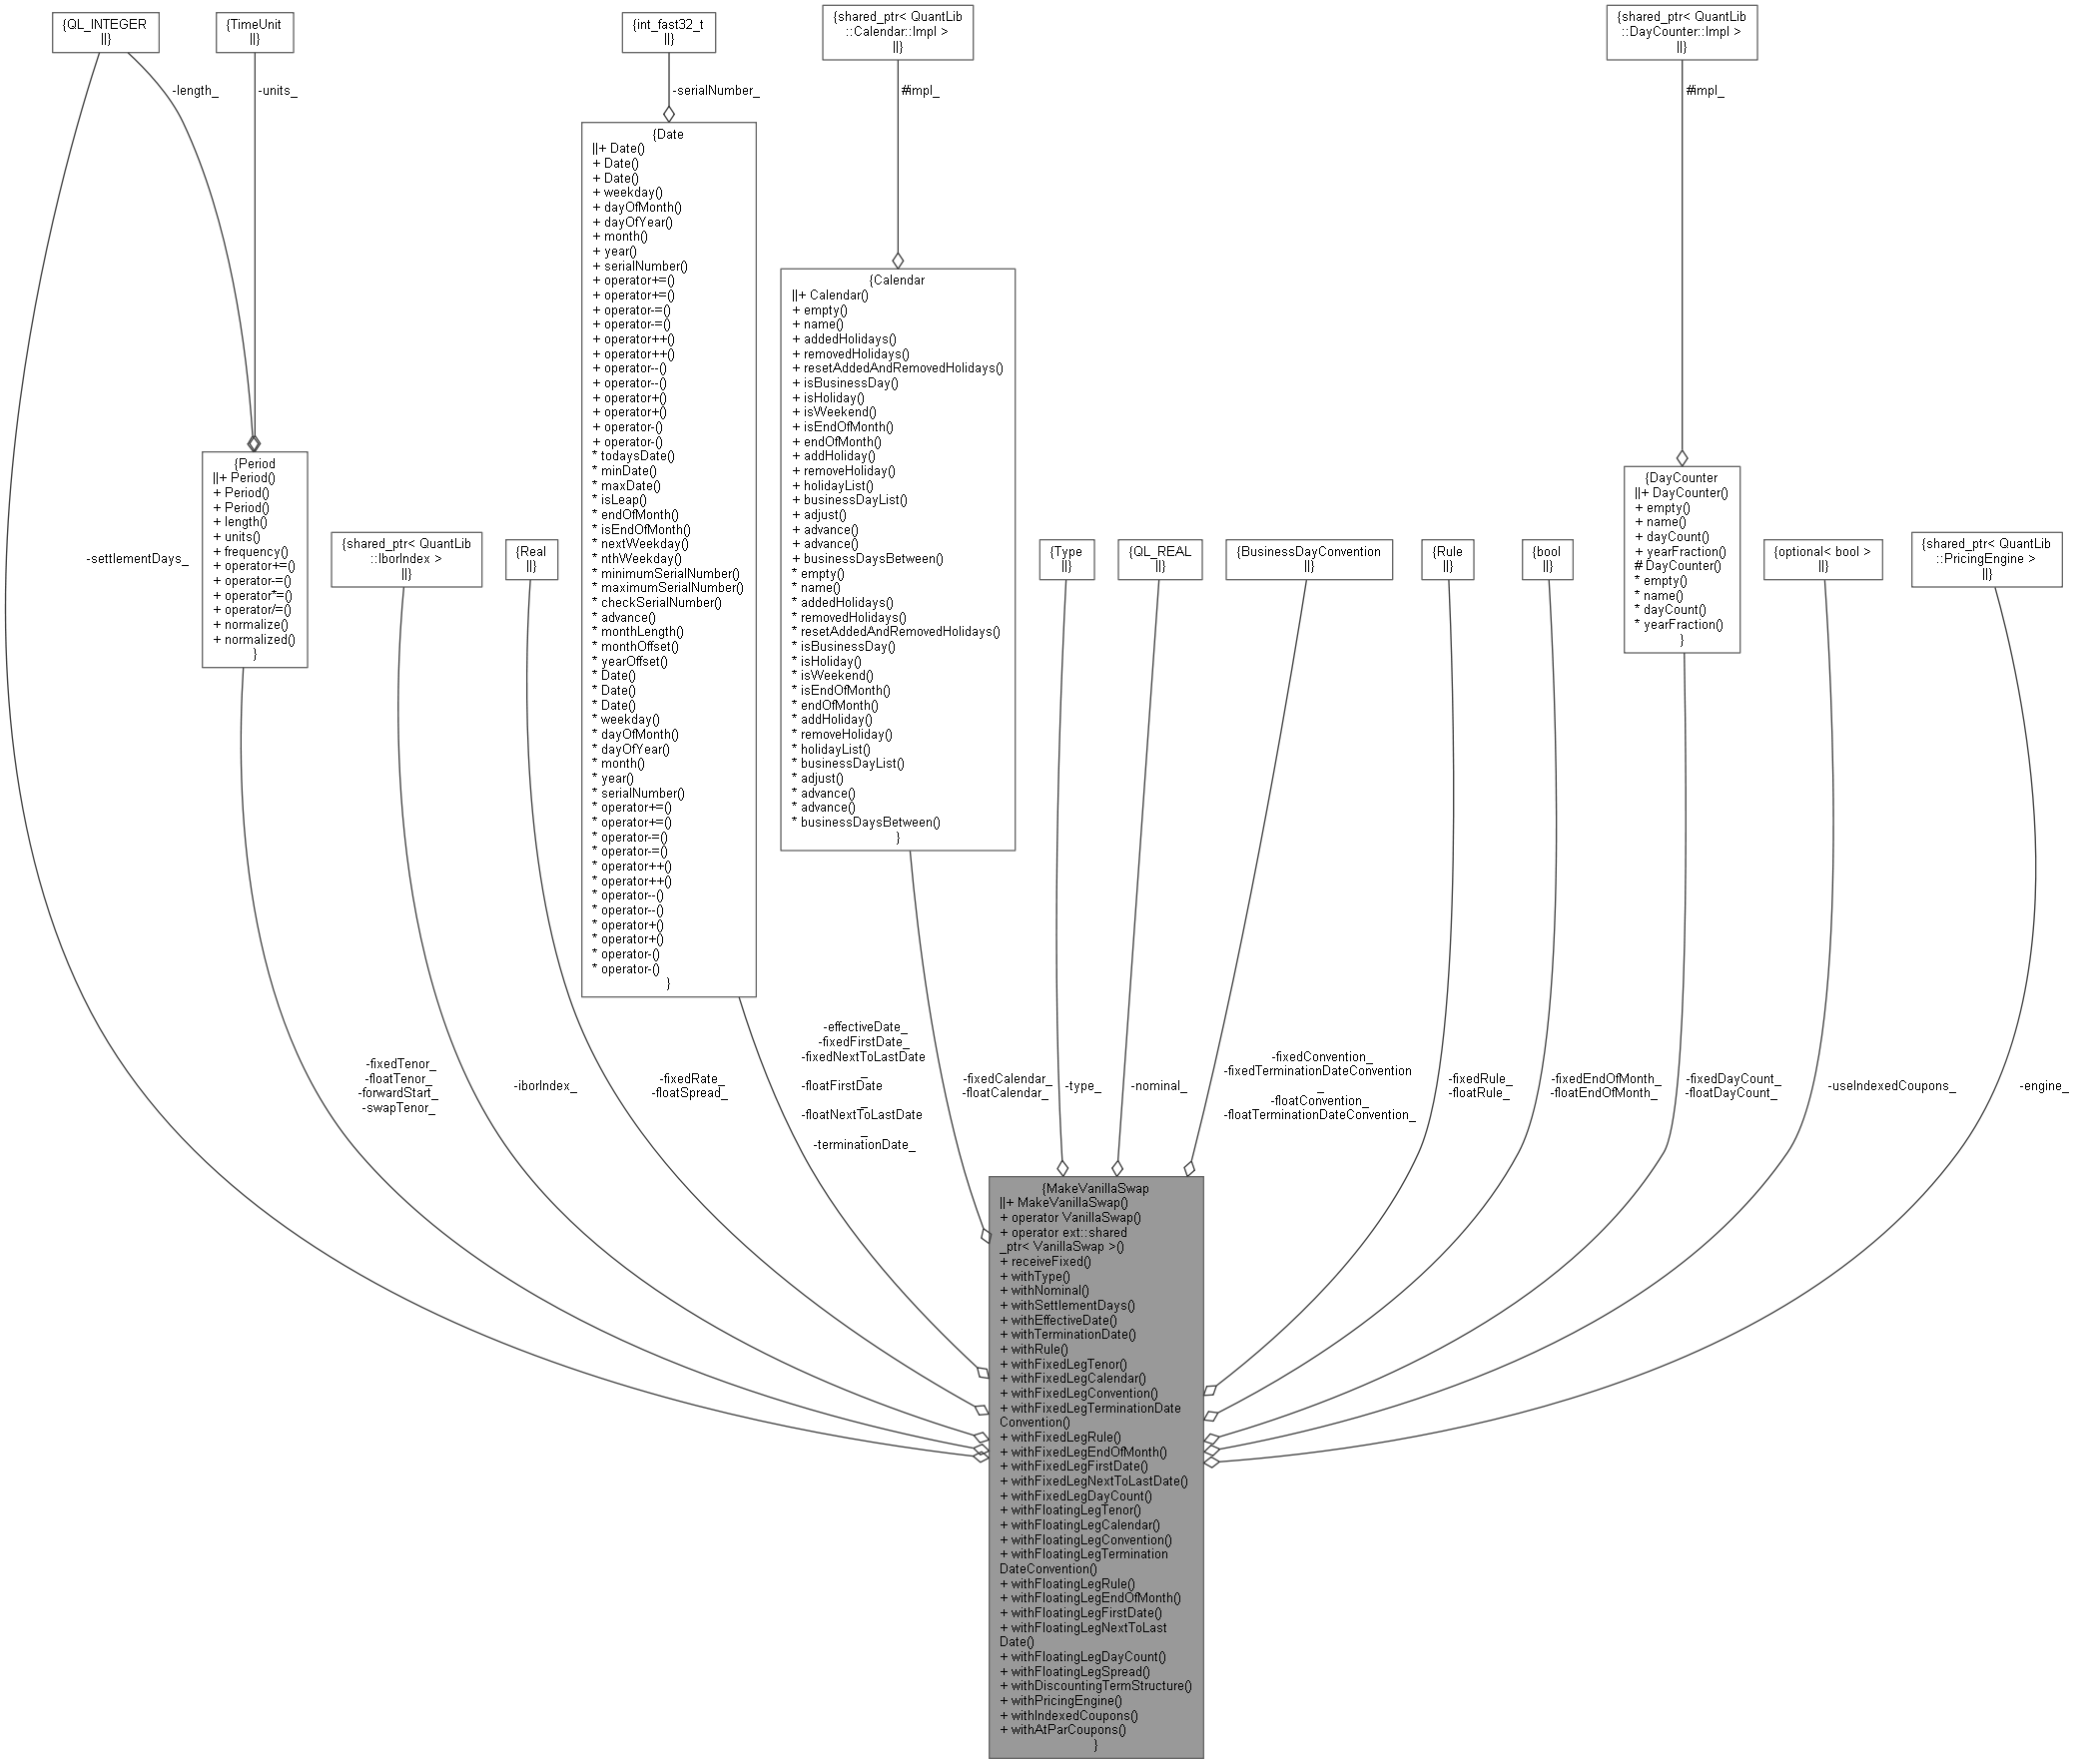 {QL_INTEGER
||}
{TimeUnit
||}
{int_fast32_t
||}
{shared_ptr< QuantLib
::Calendar::Impl >
||}
{shared_ptr< QuantLib
::DayCounter::Impl >
||}
-length_
-units_
-serialNumber_
#impl_
#impl_
{Date
||+ Date()
+ Date()
+ Date()
+ weekday()
+ dayOfMonth()
+ dayOfYear()
+ month()
+ year()
+ serialNumber()
+ operator+=()
+ operator+=()
+ operator-=()
+ operator-=()
+ operator++()
+ operator++()
+ operator--()
+ operator--()
+ operator+()
+ operator+()
+ operator-()
+ operator-()
* todaysDate()
* minDate()
* maxDate()
* isLeap()
* endOfMonth()
* isEndOfMonth()
* nextWeekday()
* nthWeekday()
* minimumSerialNumber()
* maximumSerialNumber()
* checkSerialNumber()
* advance()
* monthLength()
* monthOffset()
* yearOffset()
* Date()
* Date()
* Date()
* weekday()
* dayOfMonth()
* dayOfYear()
* month()
* year()
* serialNumber()
* operator+=()
* operator+=()
* operator-=()
* operator-=()
* operator++()
* operator++()
* operator--()
* operator--()
* operator+()
* operator+()
* operator-()
* operator-()
}
{Calendar
||+ Calendar()
+ empty()
+ name()
+ addedHolidays()
+ removedHolidays()
+ resetAddedAndRemovedHolidays()
+ isBusinessDay()
+ isHoliday()
+ isWeekend()
+ isEndOfMonth()
+ endOfMonth()
+ addHoliday()
+ removeHoliday()
+ holidayList()
+ businessDayList()
+ adjust()
+ advance()
+ advance()
+ businessDaysBetween()
* empty()
* name()
* addedHolidays()
* removedHolidays()
* resetAddedAndRemovedHolidays()
* isBusinessDay()
* isHoliday()
* isWeekend()
* isEndOfMonth()
* endOfMonth()
* addHoliday()
* removeHoliday()
* holidayList()
* businessDayList()
* adjust()
* advance()
* advance()
* businessDaysBetween()
}
{Period
||+ Period()
+ Period()
+ Period()
+ length()
+ units()
+ frequency()
+ operator+=()
+ operator-=()
+ operator*=()
+ operator/=()
+ normalize()
+ normalized()
}
{DayCounter
||+ DayCounter()
+ empty()
+ name()
+ dayCount()
+ yearFraction()
# DayCounter()
* empty()
* name()
* dayCount()
* yearFraction()
}
-settlementDays_
{shared_ptr< QuantLib
::IborIndex >
||}
{Real
||}
{Type
||}
{QL_REAL
||}
{BusinessDayConvention
||}
{Rule
||}
{bool
||}
{optional< bool >
||}
{shared_ptr< QuantLib
::PricingEngine >
||}
-fixedTenor_
-floatTenor_
-forwardStart_
-swapTenor_
-iborIndex_
-fixedRate_
-floatSpread_
-effectiveDate_
-fixedFirstDate_
-fixedNextToLastDate
_
-floatFirstDate
_
-floatNextToLastDate
_
-terminationDate_
-fixedCalendar_
-floatCalendar_
-type_
-nominal_
-fixedConvention_
-fixedTerminationDateConvention
_
-floatConvention_
-floatTerminationDateConvention_
-fixedRule_
-floatRule_
-fixedEndOfMonth_
-floatEndOfMonth_
-fixedDayCount_
-floatDayCount_
-useIndexedCoupons_
-engine_
{MakeVanillaSwap
||+ MakeVanillaSwap()
+ operator VanillaSwap()
+ operator ext::shared
_ptr< VanillaSwap >()
+ receiveFixed()
+ withType()
+ withNominal()
+ withSettlementDays()
+ withEffectiveDate()
+ withTerminationDate()
+ withRule()
+ withFixedLegTenor()
+ withFixedLegCalendar()
+ withFixedLegConvention()
+ withFixedLegTerminationDate
Convention()
+ withFixedLegRule()
+ withFixedLegEndOfMonth()
+ withFixedLegFirstDate()
+ withFixedLegNextToLastDate()
+ withFixedLegDayCount()
+ withFloatingLegTenor()
+ withFloatingLegCalendar()
+ withFloatingLegConvention()
+ withFloatingLegTermination
DateConvention()
+ withFloatingLegRule()
+ withFloatingLegEndOfMonth()
+ withFloatingLegFirstDate()
+ withFloatingLegNextToLast
Date()
+ withFloatingLegDayCount()
+ withFloatingLegSpread()
+ withDiscountingTermStructure()
+ withPricingEngine()
+ withIndexedCoupons()
+ withAtParCoupons()
}